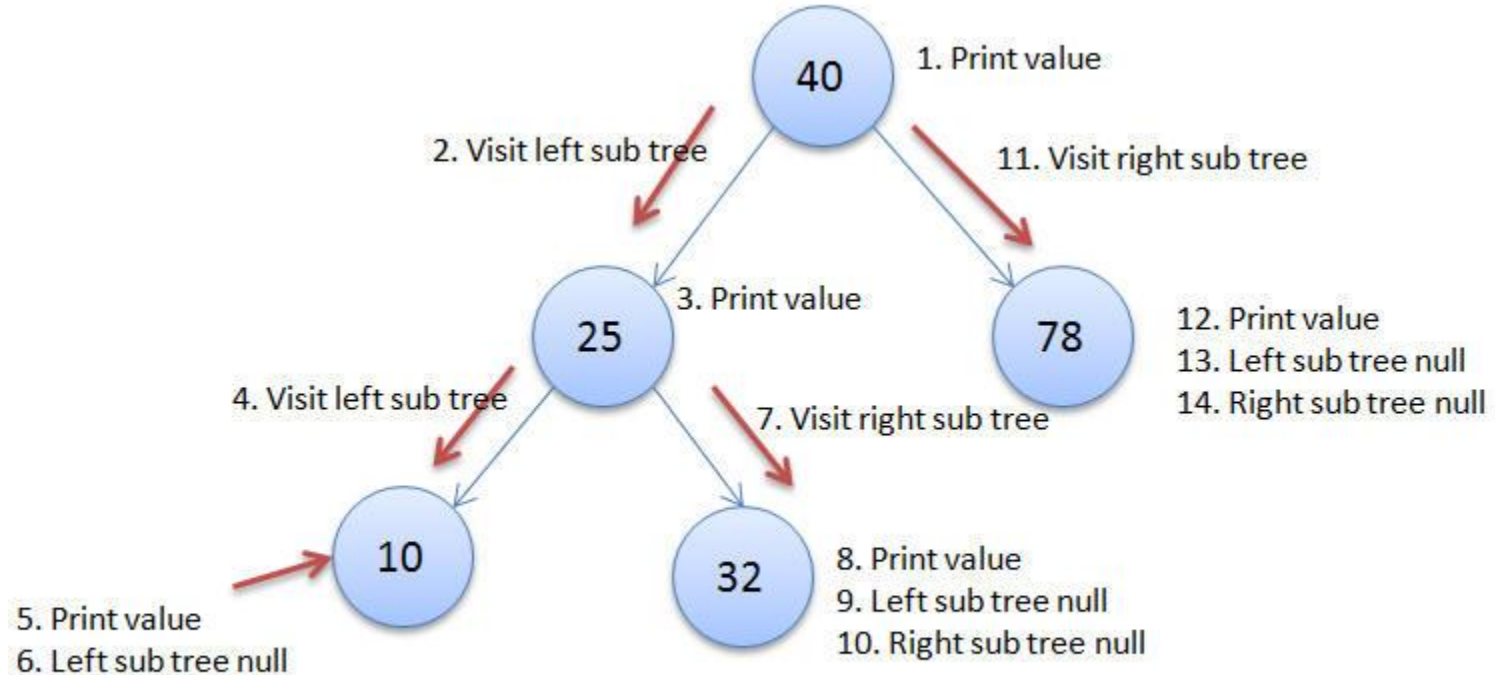 40
1. Print value
2. Visit left sub tree
11. Visit right sub tree
25
3. Print value
78
12. Print value
13. Left sub tree null
14. Right sub tree null
4. Visit left sub tree
7. Visit right sub tree
10
5. Print value
6. Left sub tree null
32
8. Print value
9. Left sub tree null
10. Right sub tree null